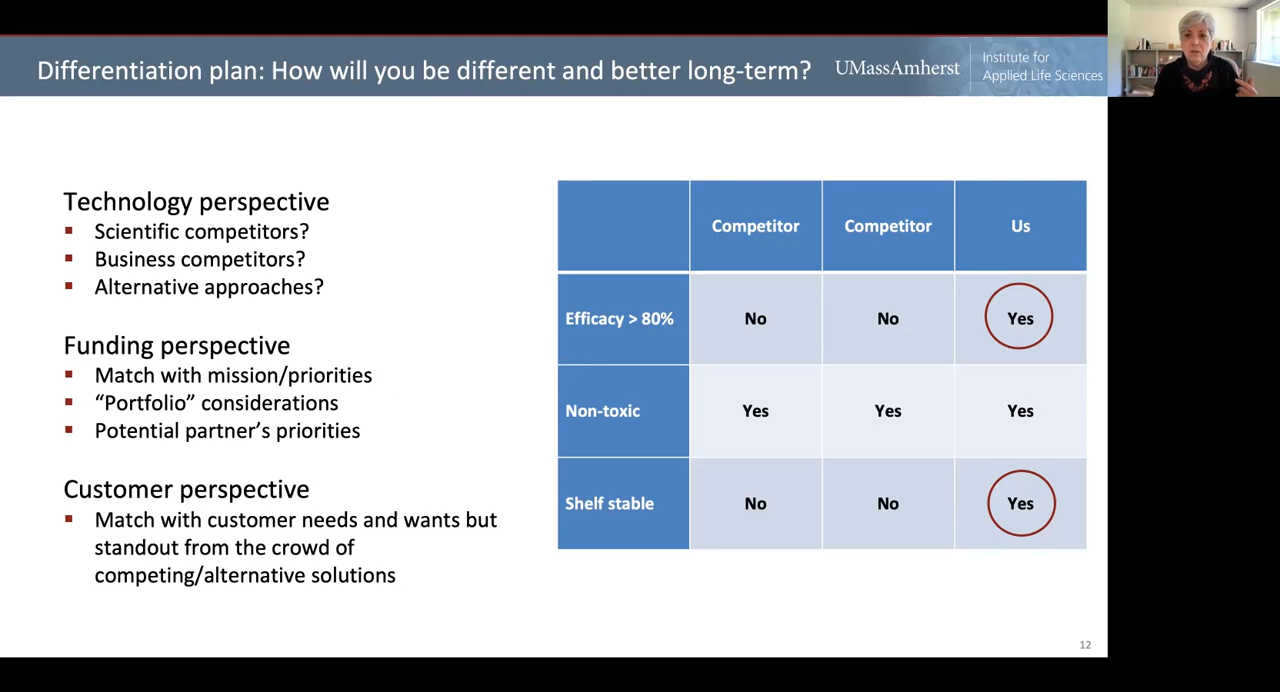 Differentiation plan: How will you be different and better long-term?
UMassAmherst
Institute for
Applied Life Sciences
Technology perspective
Scientific competitors?
Business competitors?
Alternative approaches?
Funding perspective
Match with mission/priorities
“Portfolio” considerations
Potential partner’s priorities
Customer perspective
Match with customer needs and wants but
standout from the crowd of
competing/alternative solutions
Competitor Competitor Us
Efficacy > 80% No No Yes
Non-toxic Yes Yes Yes
Shelf stable No No Yes
12